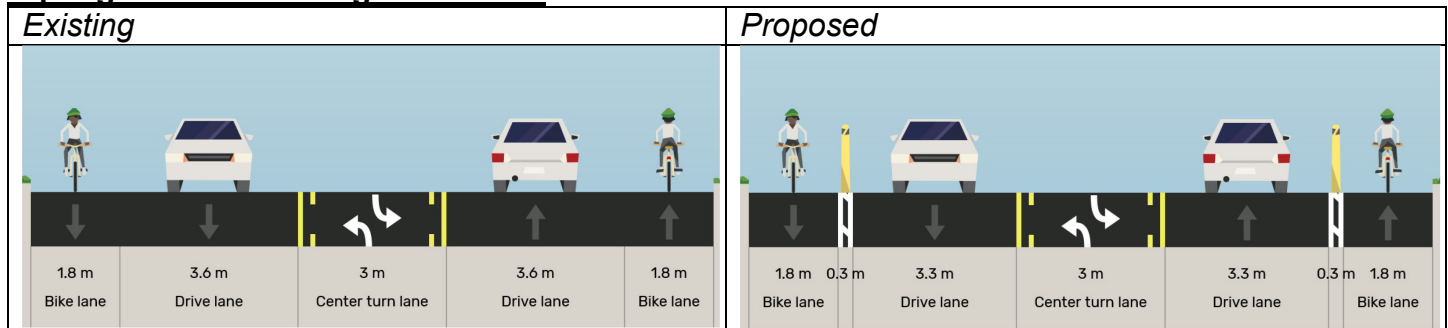 Existing
Proposed
1.8 m 3.6 m 3 m 3.6 m 1.8 m
Bike lane Drive lane Center turn lane Drive lane Bike lane
1.8 m 0.3 m 3.3 m 3 m 3.3 m 0.3 m 1.8 m
Bike lane Drive lane Center turn lane Drive lane Bike lane